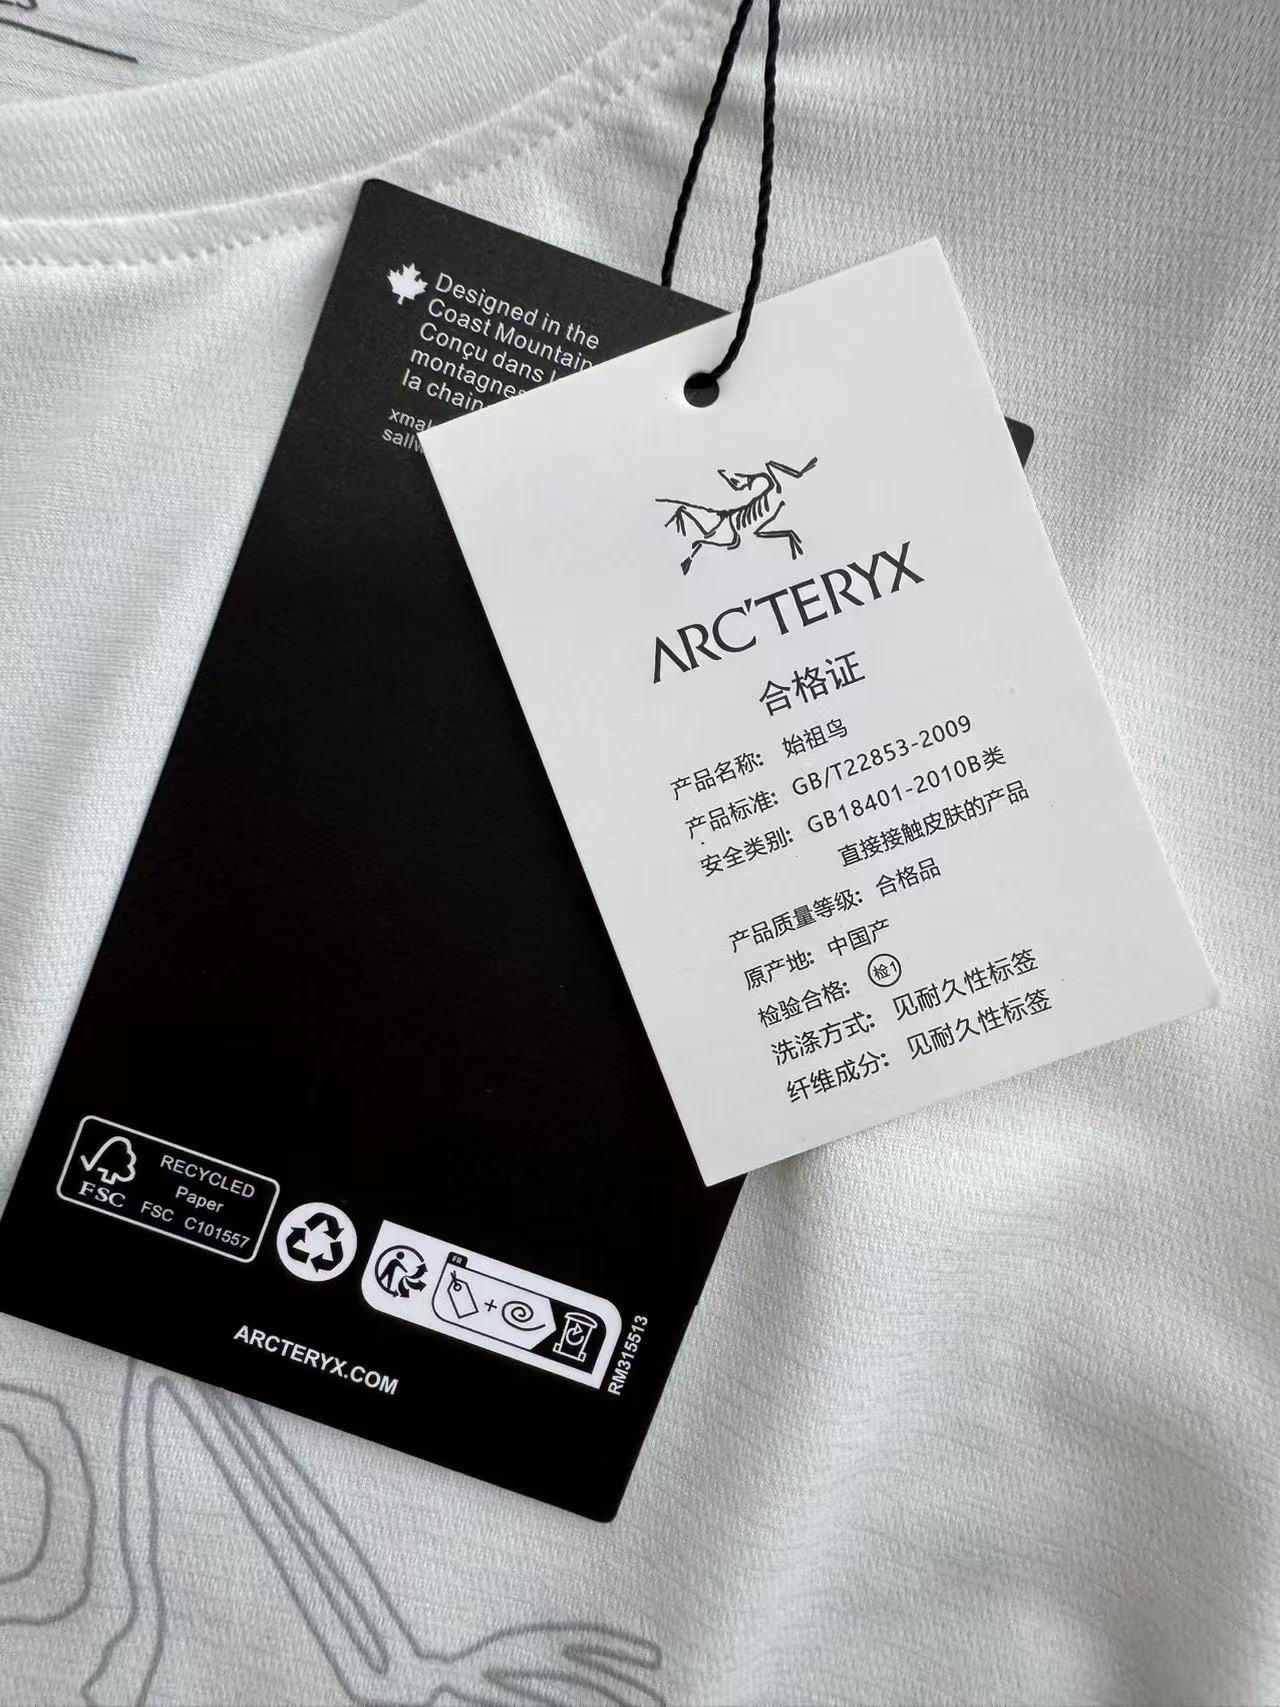 Designed in the
Coast Mountain
Conçu dans
montagnes
la chain
ARC'TERYX
合格证
产品名称: 始祖鸟
产品标准: GB/T22853-2009
安全类别: GB18401-2010B类
直接接触皮肤的产品
产品质量等级: 合格品
原产地: 中国产
检验合格: 检1
洗涤方式: 见耐久性标签
纤维成分: 见耐久性标签
FSC
RECYCLED
Paper
FSC C101557
FR
RM315513
ARCTERYX.COM